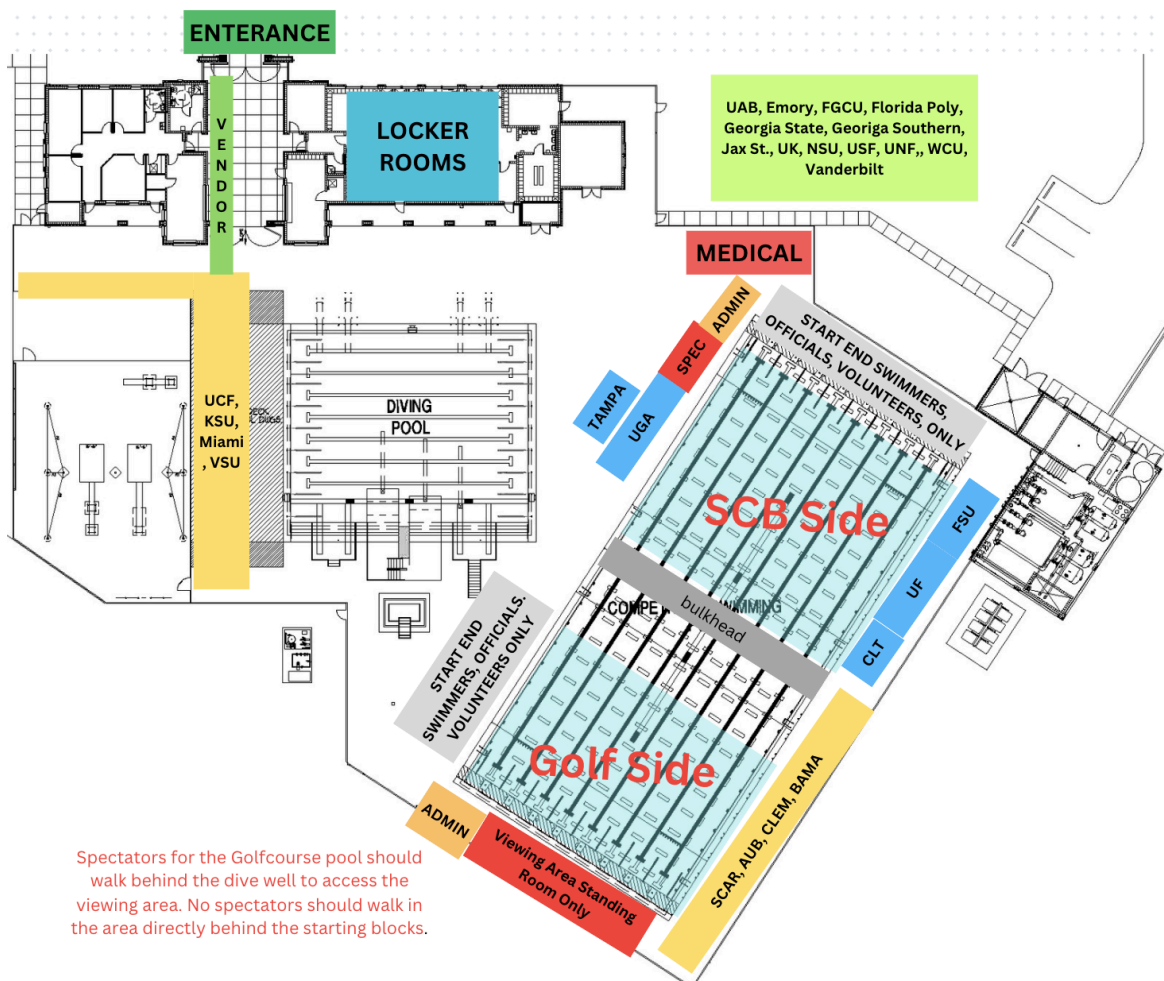 ENTERANCE
VENDOR
LOCKER
ROOMS
UAB, Emory, FGCU, Florida Poly,
Georgia State, Georiga Southern,
Jax St., UK, NSU, USF, UNF,, WCU,
Vanderbilt
MEDICAL
ADMIN
SPEC
UGA
TAMPA
START END SWIMMERS,
OFFICIALS, VOLUNTEERS, ONLY
UCF,
KSU,
Miami
, VSU
DIVING
POOL
SCB Side
FSU
UF
CLT
bulkhead
START END
SWIMMERS, OFFICIALS.
VOLUNTEERS ONLY
Golf Side
ADMIN
Viewing Area Standing
Room Only
SCAR, AUB, CLEM, BAMA
Spectators for the Golfcourse pool should
walk behind the dive well to access the
viewing area. No spectators should walk in
the area directly behind the starting blocks.